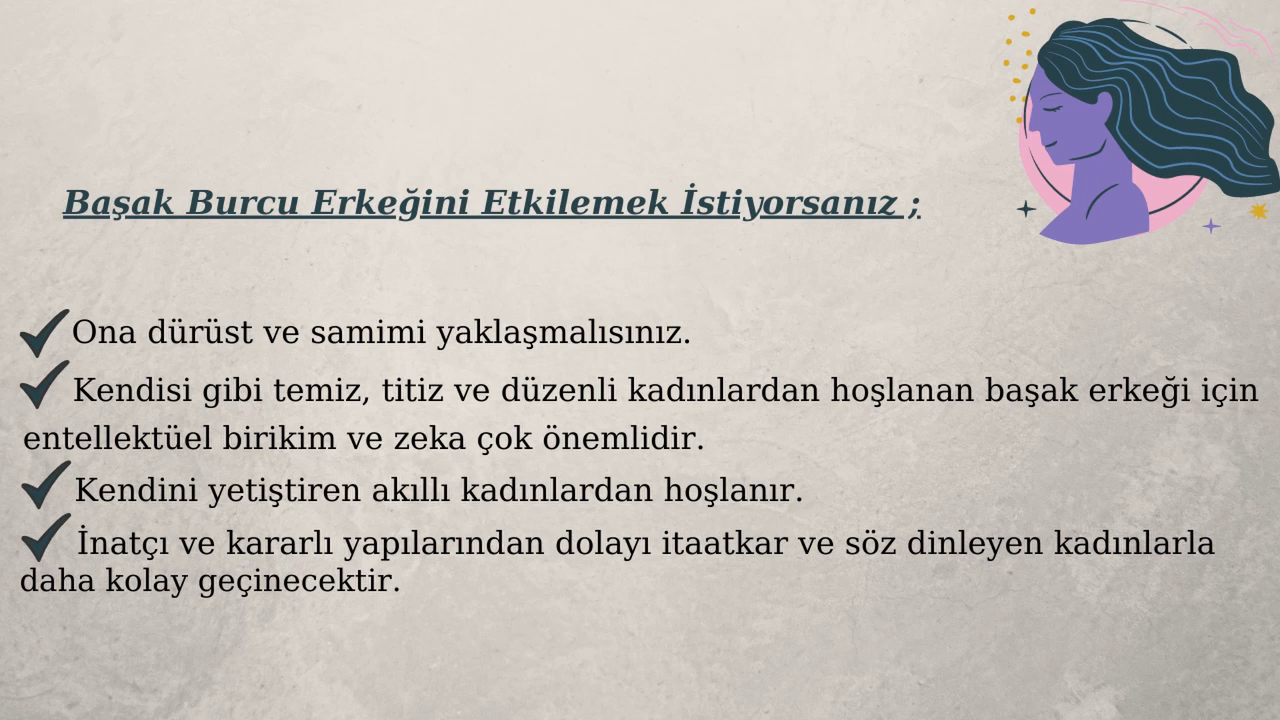 Başak Burcu Erkeğini Etkilemek İstiyorsanız ;
Ona dürüst ve samimi yaklaşmalısınız.
Kendisi gibi temiz, titiz ve düzenli kadınlardan hoşlanan başak erkeği için
entellektüel birikim ve zeka çok önemlidir.
Kendini yetiştiren akıllı kadınlardan hoşlanır.
İnatçı ve kararlı yapılarından dolayı itaatkar ve söz dinleyen kadınlarla
daha kolay geçinecektir.